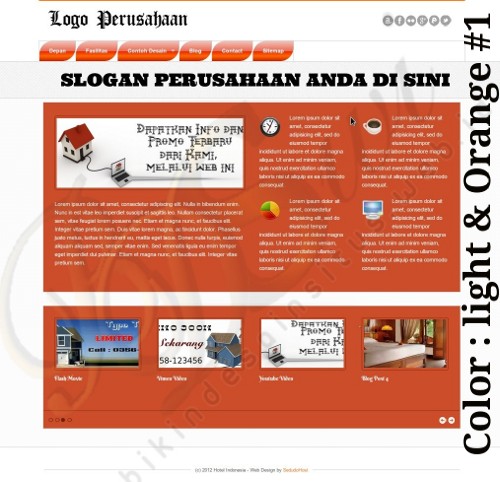 Logo Perusahaan
Depan Fasilitas Contoh Desain Blog Contact Sitemap
SLOGAN PERUSAHAAN ANDA DI SINI
Dapatkan Info dan
Promo Terbaru
dari Kami,
melalui web ini
Lorem ipsum dolor sit
amet, consectetur
adipiscing elit, sed do
eiusmod tempor
incididunt ut labore et dolore magna
aliqua. Ut enim ad minim veniam,
quis nostrud exercitation ullamco
laboris nisi ut aliquip ex ea commodo
consequat.
Lorem ipsum dolor sit
amet, consectetur
adipiscing elit, sed do
eiusmod tempor
incididunt ut labore et dolore magna
aliqua. Ut enim ad minim veniam,
quis nostrud exercitation ullamco
laboris nisi ut aliquip ex ea commodo
consequat.
Lorem ipsum dolor sit
amet, consectetur
adipiscing elit, sed do
eiusmod tempor
incididunt ut labore et dolore magna
aliqua. Ut enim ad minim veniam,
quis nostrud exercitation ullamco
laboris nisi ut aliquip ex ea commodo
consequat.
Lorem ipsum dolor sit
amet, consectetur
adipiscing elit, sed do
eiusmod tempor
incididunt ut labore et dolore magna
aliqua. Ut enim ad minim veniam,
quis nostrud exercitation ullamco
laboris nisi ut aliquip ex ea commodo
consequat.
Lorem ipsum dolor sit amet, consectetur adipiscing elit. Nulla in bibendum enim.
Nunc in est vitae leo imperdiet suscipit et sagittis leo. Nullam consectetur placerat
sem, vitae feugiat lorem posuere et. Etiam et magna nunc, et faucibus elit.
Integer vitae pretium sem. Duis vitae lorem magna, ac tincidunt dolor. Phasellus
justo metus, luctus in hendrerit eu, mattis eget lacus. Donec nulla turpis, euismod
aliquam aliquam sed, semper vitae enim. Sed venenatis ligula eu enim tempor
eget imperdiet dui pulvinar. Etiam et magna nunc, et faucibus elit. Integer vitae
pretium sem.
LIMITED
Call : 0356
Sekarang
58-123456
Flash Movie
Vimeo Video
Youtube Video
Blog Post 4
(c) 2012 Hotel Indonesia - Web Design by
Color : light & Orange #1
bikindesainsitus